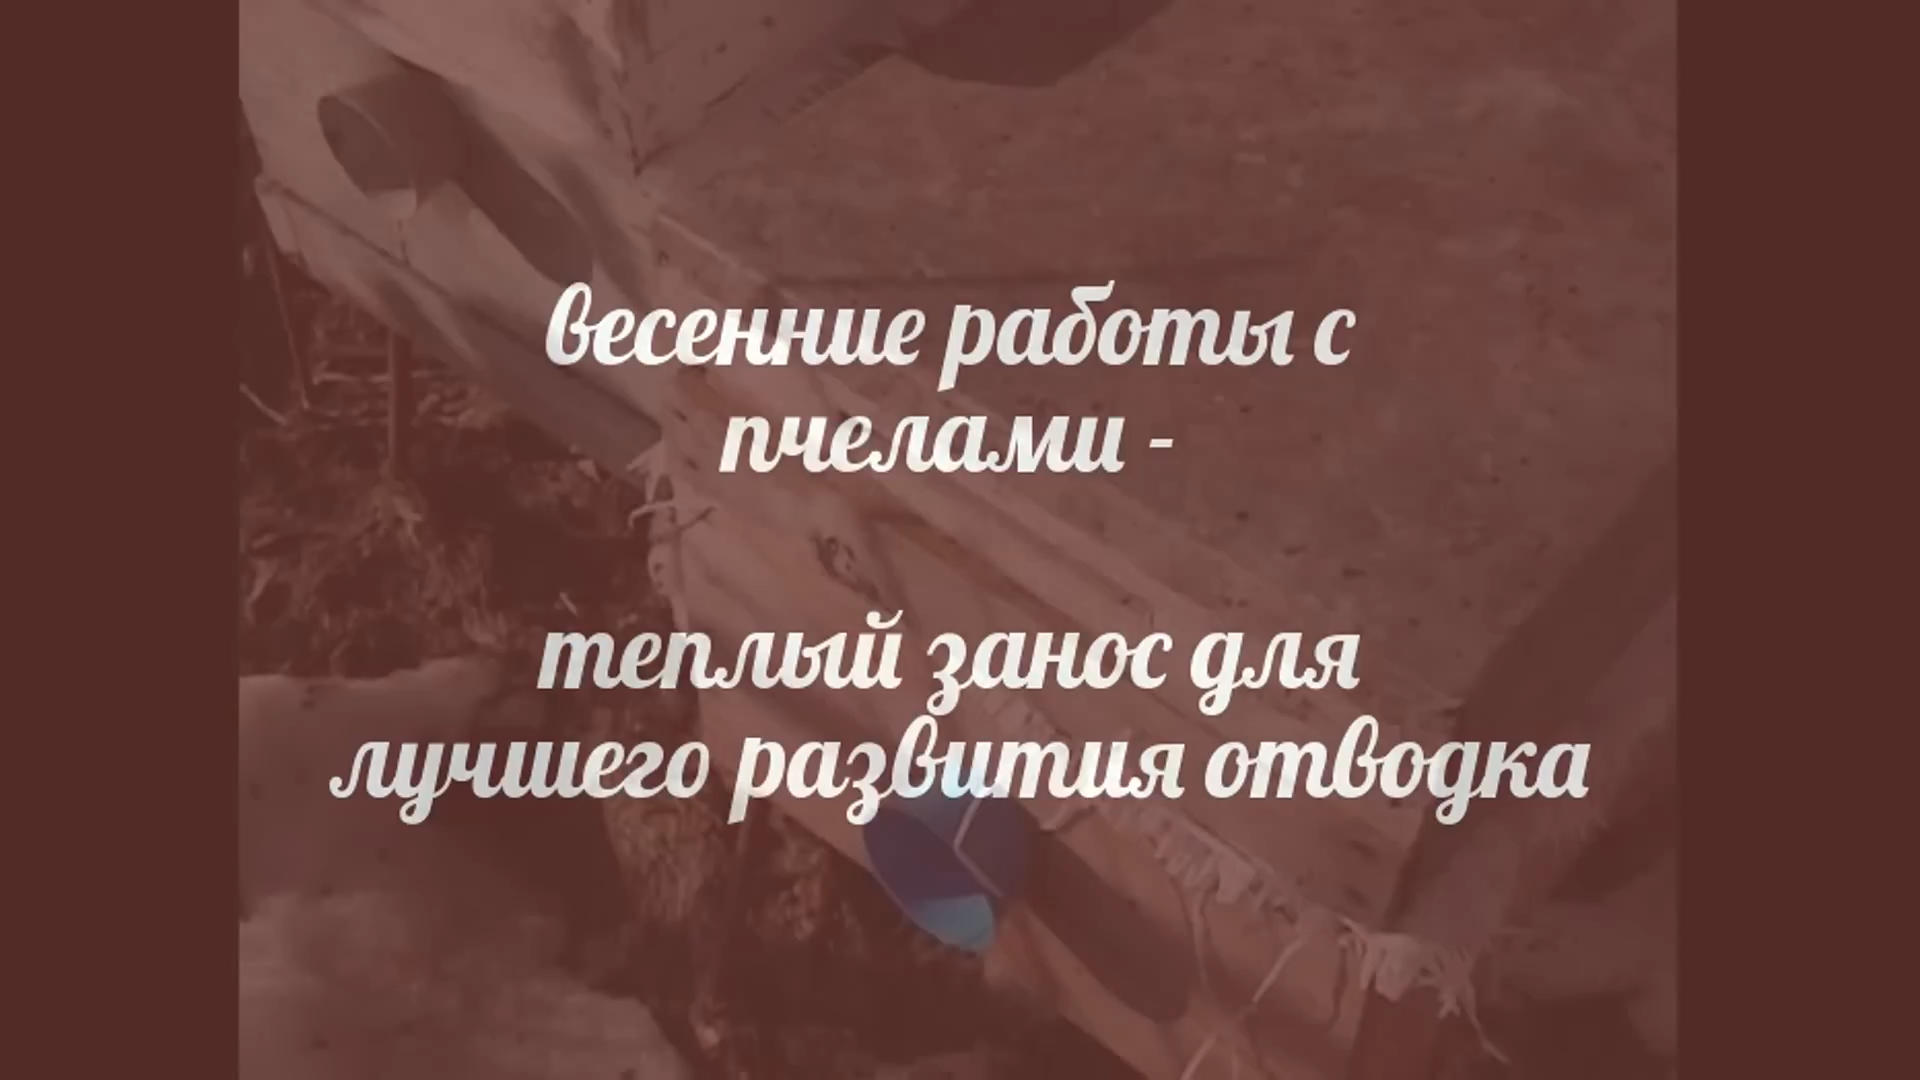 весенние работы с
пчелами -
теплый занос для
лучшего развития отводка